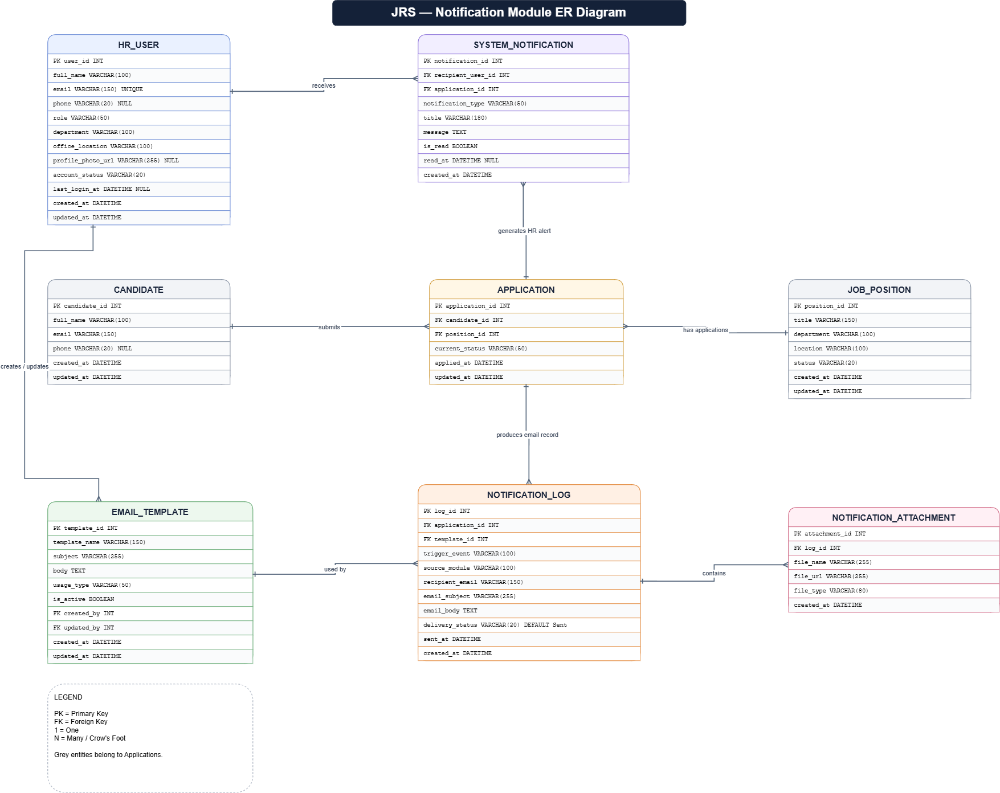 JRS — Notification Module ER Diagram
HR_USER
PK user_id INT
full_name VARCHAR(100)
email VARCHAR(150) UNIQUE
phone VARCHAR(20) NULL
role VARCHAR(50)
department VARCHAR(100)
office_location VARCHAR(100)
profile_photo_url VARCHAR(255) NULL
account_status VARCHAR(20)
last_login_at DATETIME NULL
created_at DATETIME
updated_at DATETIME
receives
SYSTEM_NOTIFICATION
PK notification_id INT
FK recipient_user_id INT
FK application_id INT
notification_type VARCHAR(50)
title VARCHAR(180)
message TEXT
is_read BOOLEAN
read_at DATETIME NULL
created_at DATETIME
generates HR alert
creates / updates
CANDIDATE
PK candidate_id INT
full_name VARCHAR(100)
email VARCHAR(150)
phone VARCHAR(20) NULL
created_at DATETIME
updated_at DATETIME
submits
APPLICATION
PK application_id INT
FK candidate_id INT
FK position_id INT
current_status VARCHAR(50)
applied_at DATETIME
updated_at DATETIME
has applications
JOB_POSITION
PK position_id INT
title VARCHAR(150)
department VARCHAR(100)
location VARCHAR(100)
status VARCHAR(20)
created_at DATETIME
updated_at DATETIME
produces email record
EMAIL_TEMPLATE
PK template_id INT
template_name VARCHAR(150)
subject VARCHAR(255)
body TEXT
usage_type VARCHAR(50)
is_active BOOLEAN
FK created_by INT
FK updated_by INT
created_at DATETIME
updated_at DATETIME
used by
NOTIFICATION_LOG
PK log_id INT
FK application_id INT
FK template_id INT
trigger_event VARCHAR(100)
source_module VARCHAR(100)
recipient_email VARCHAR(150)
email_subject VARCHAR(255)
email_body TEXT
delivery_status VARCHAR(20) DEFAULT Sent
sent_at DATETIME
created_at DATETIME
contains
NOTIFICATION_ATTACHMENT
PK attachment_id INT
FK log_id INT
file_name VARCHAR(255)
file_url VARCHAR(255)
file_type VARCHAR(80)
created_at DATETIME
LEGEND
PK = Primary Key
FK = Foreign Key
1 = One
N = Many / Crow's Foot
Grey entities belong to Applications.